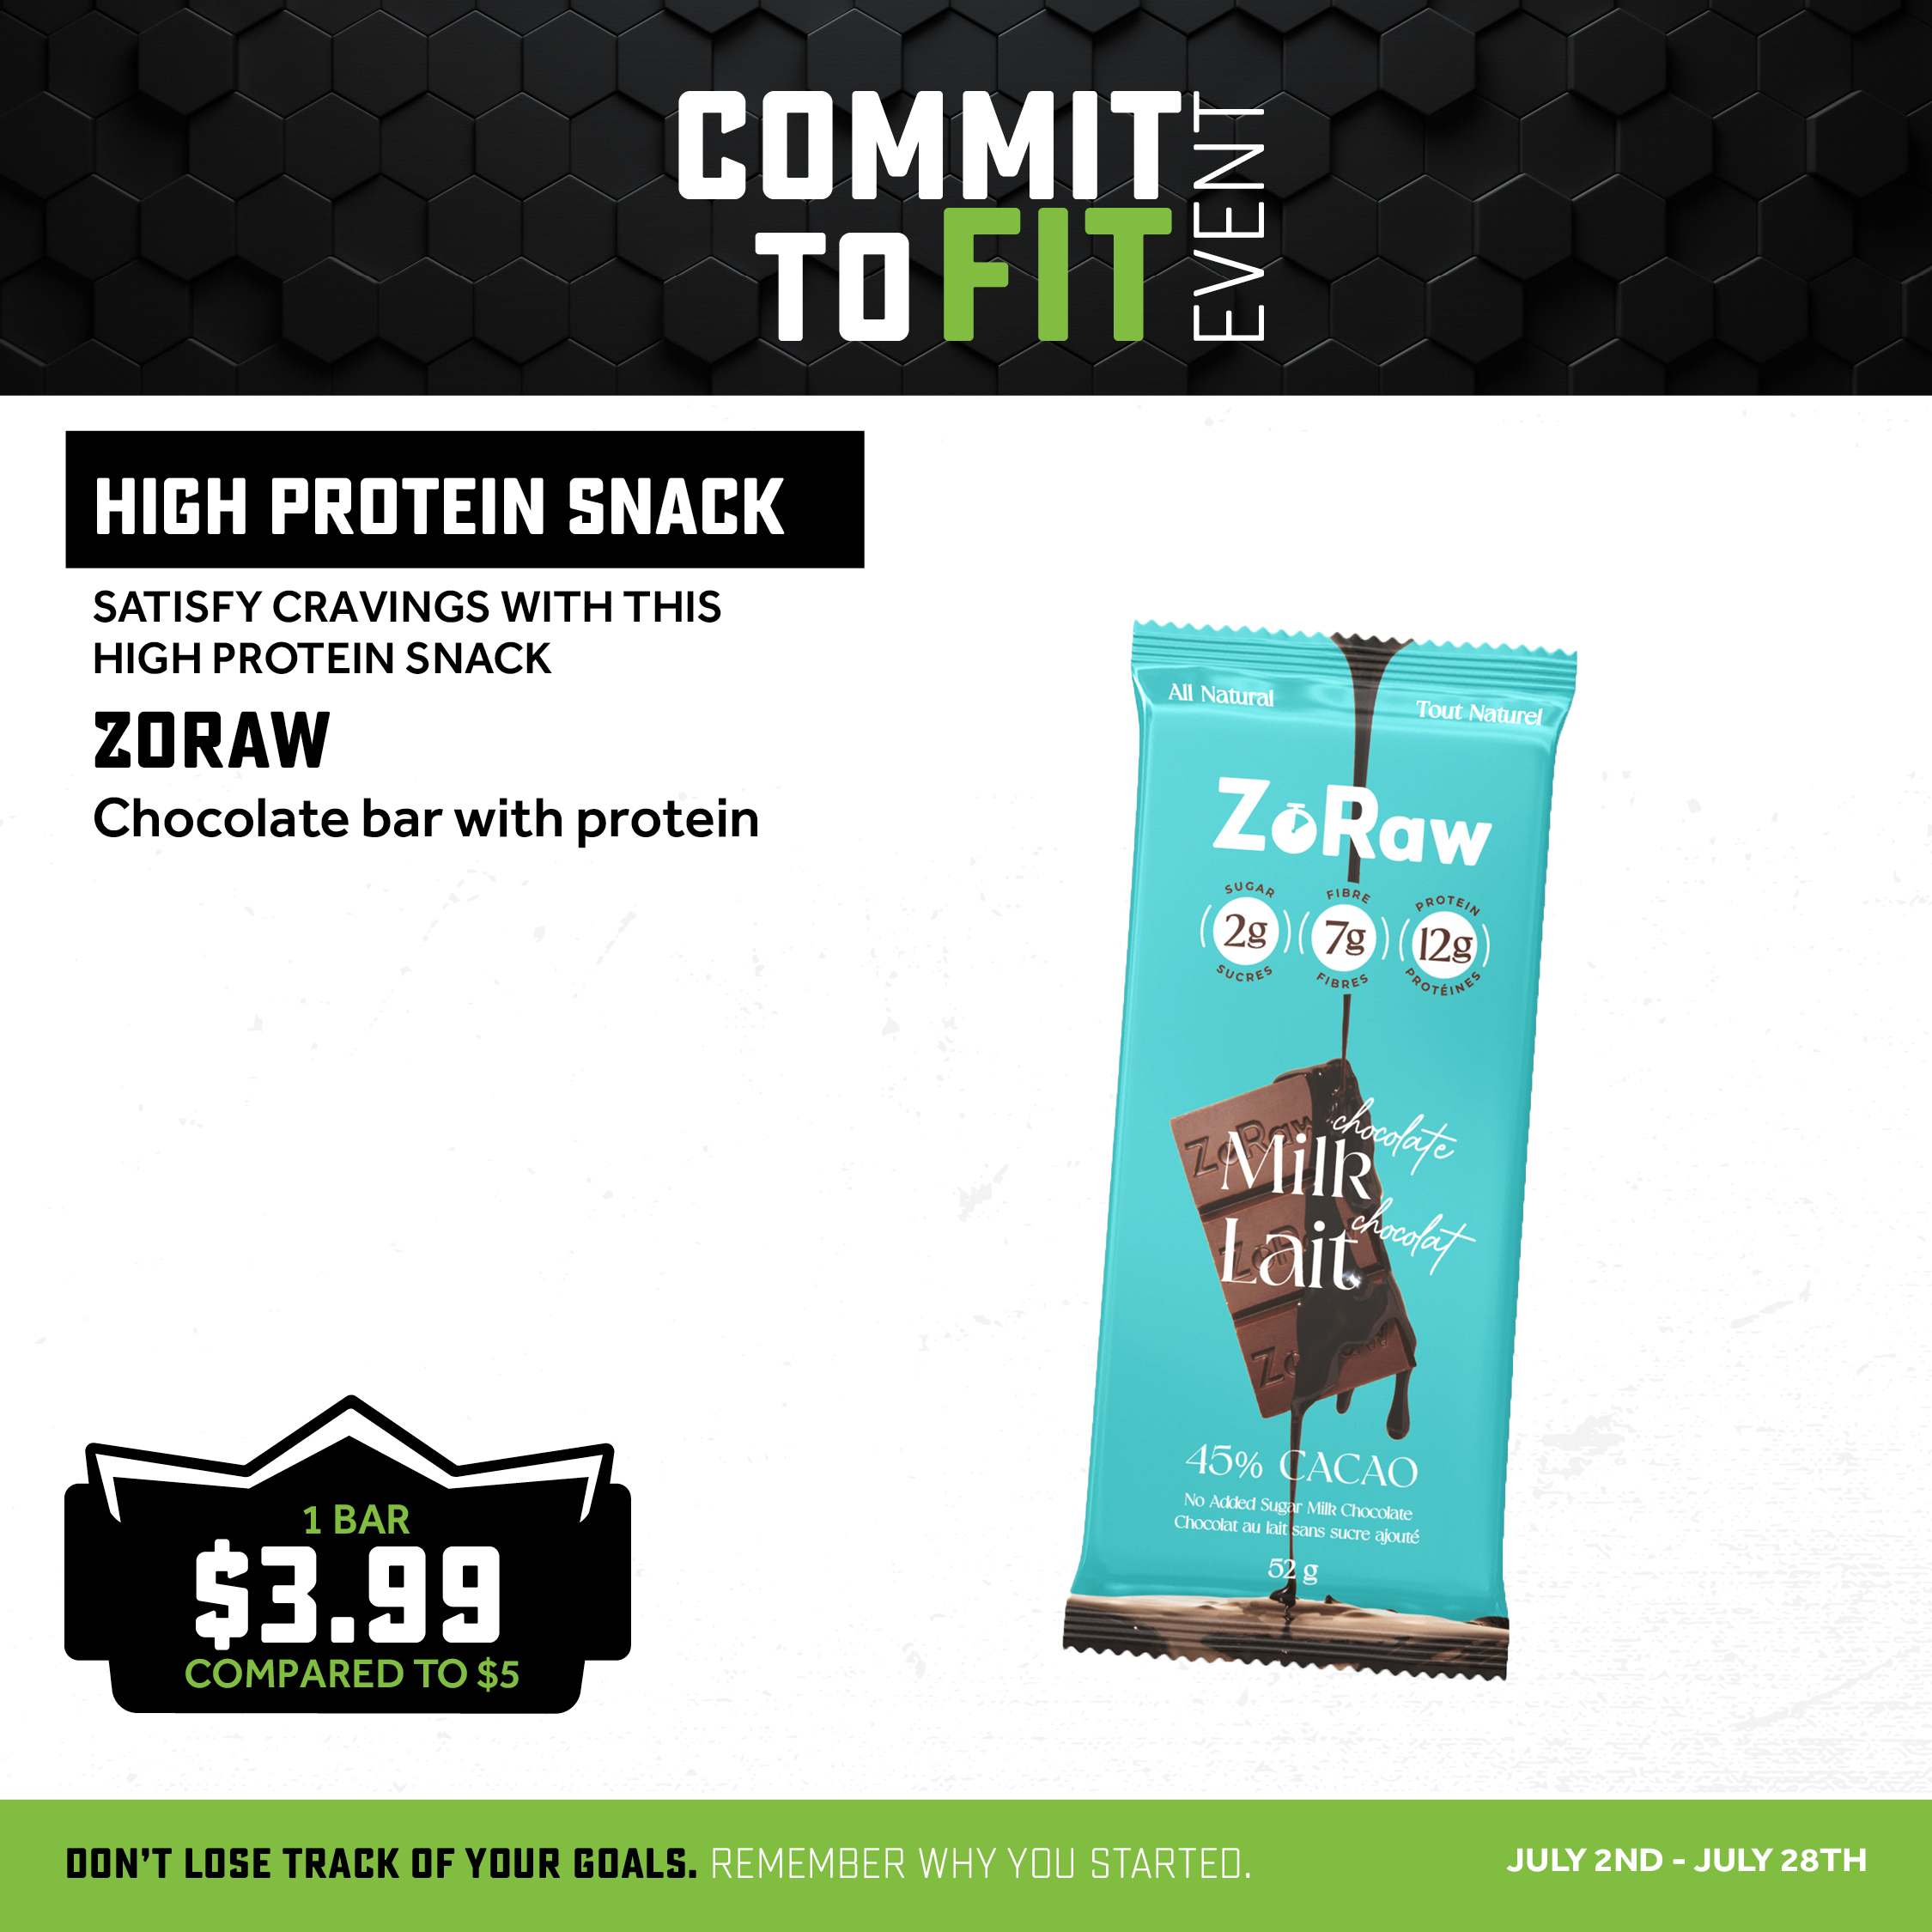 COMMIT
TO FIT
EVENT
HIGH PROTEIN SNACK
SATISFY CRAVINGS WITH THIS
HIGH PROTEIN SNACK
ZORAW
Chocolate bar with protein
All Natural
Tout Naturel
ZoRaw
SUGAR
2g
SUCRES
FIBRE
7g
FIBRES
PROTEIN
12g
PROTÉINES
ZoRaw
Milk chocolate
Lait chocolat
45% CACAO
No Added Sugar Milk Chocolate
Chocolat au lait sans sucre ajouté
52 g
1 BAR
$3.99
COMPARED TO $5
DON'T LOSE TRACK OF YOUR GOALS. REMEMBER WHY YOU STARTED.
JULY 2ND - JULY 28TH